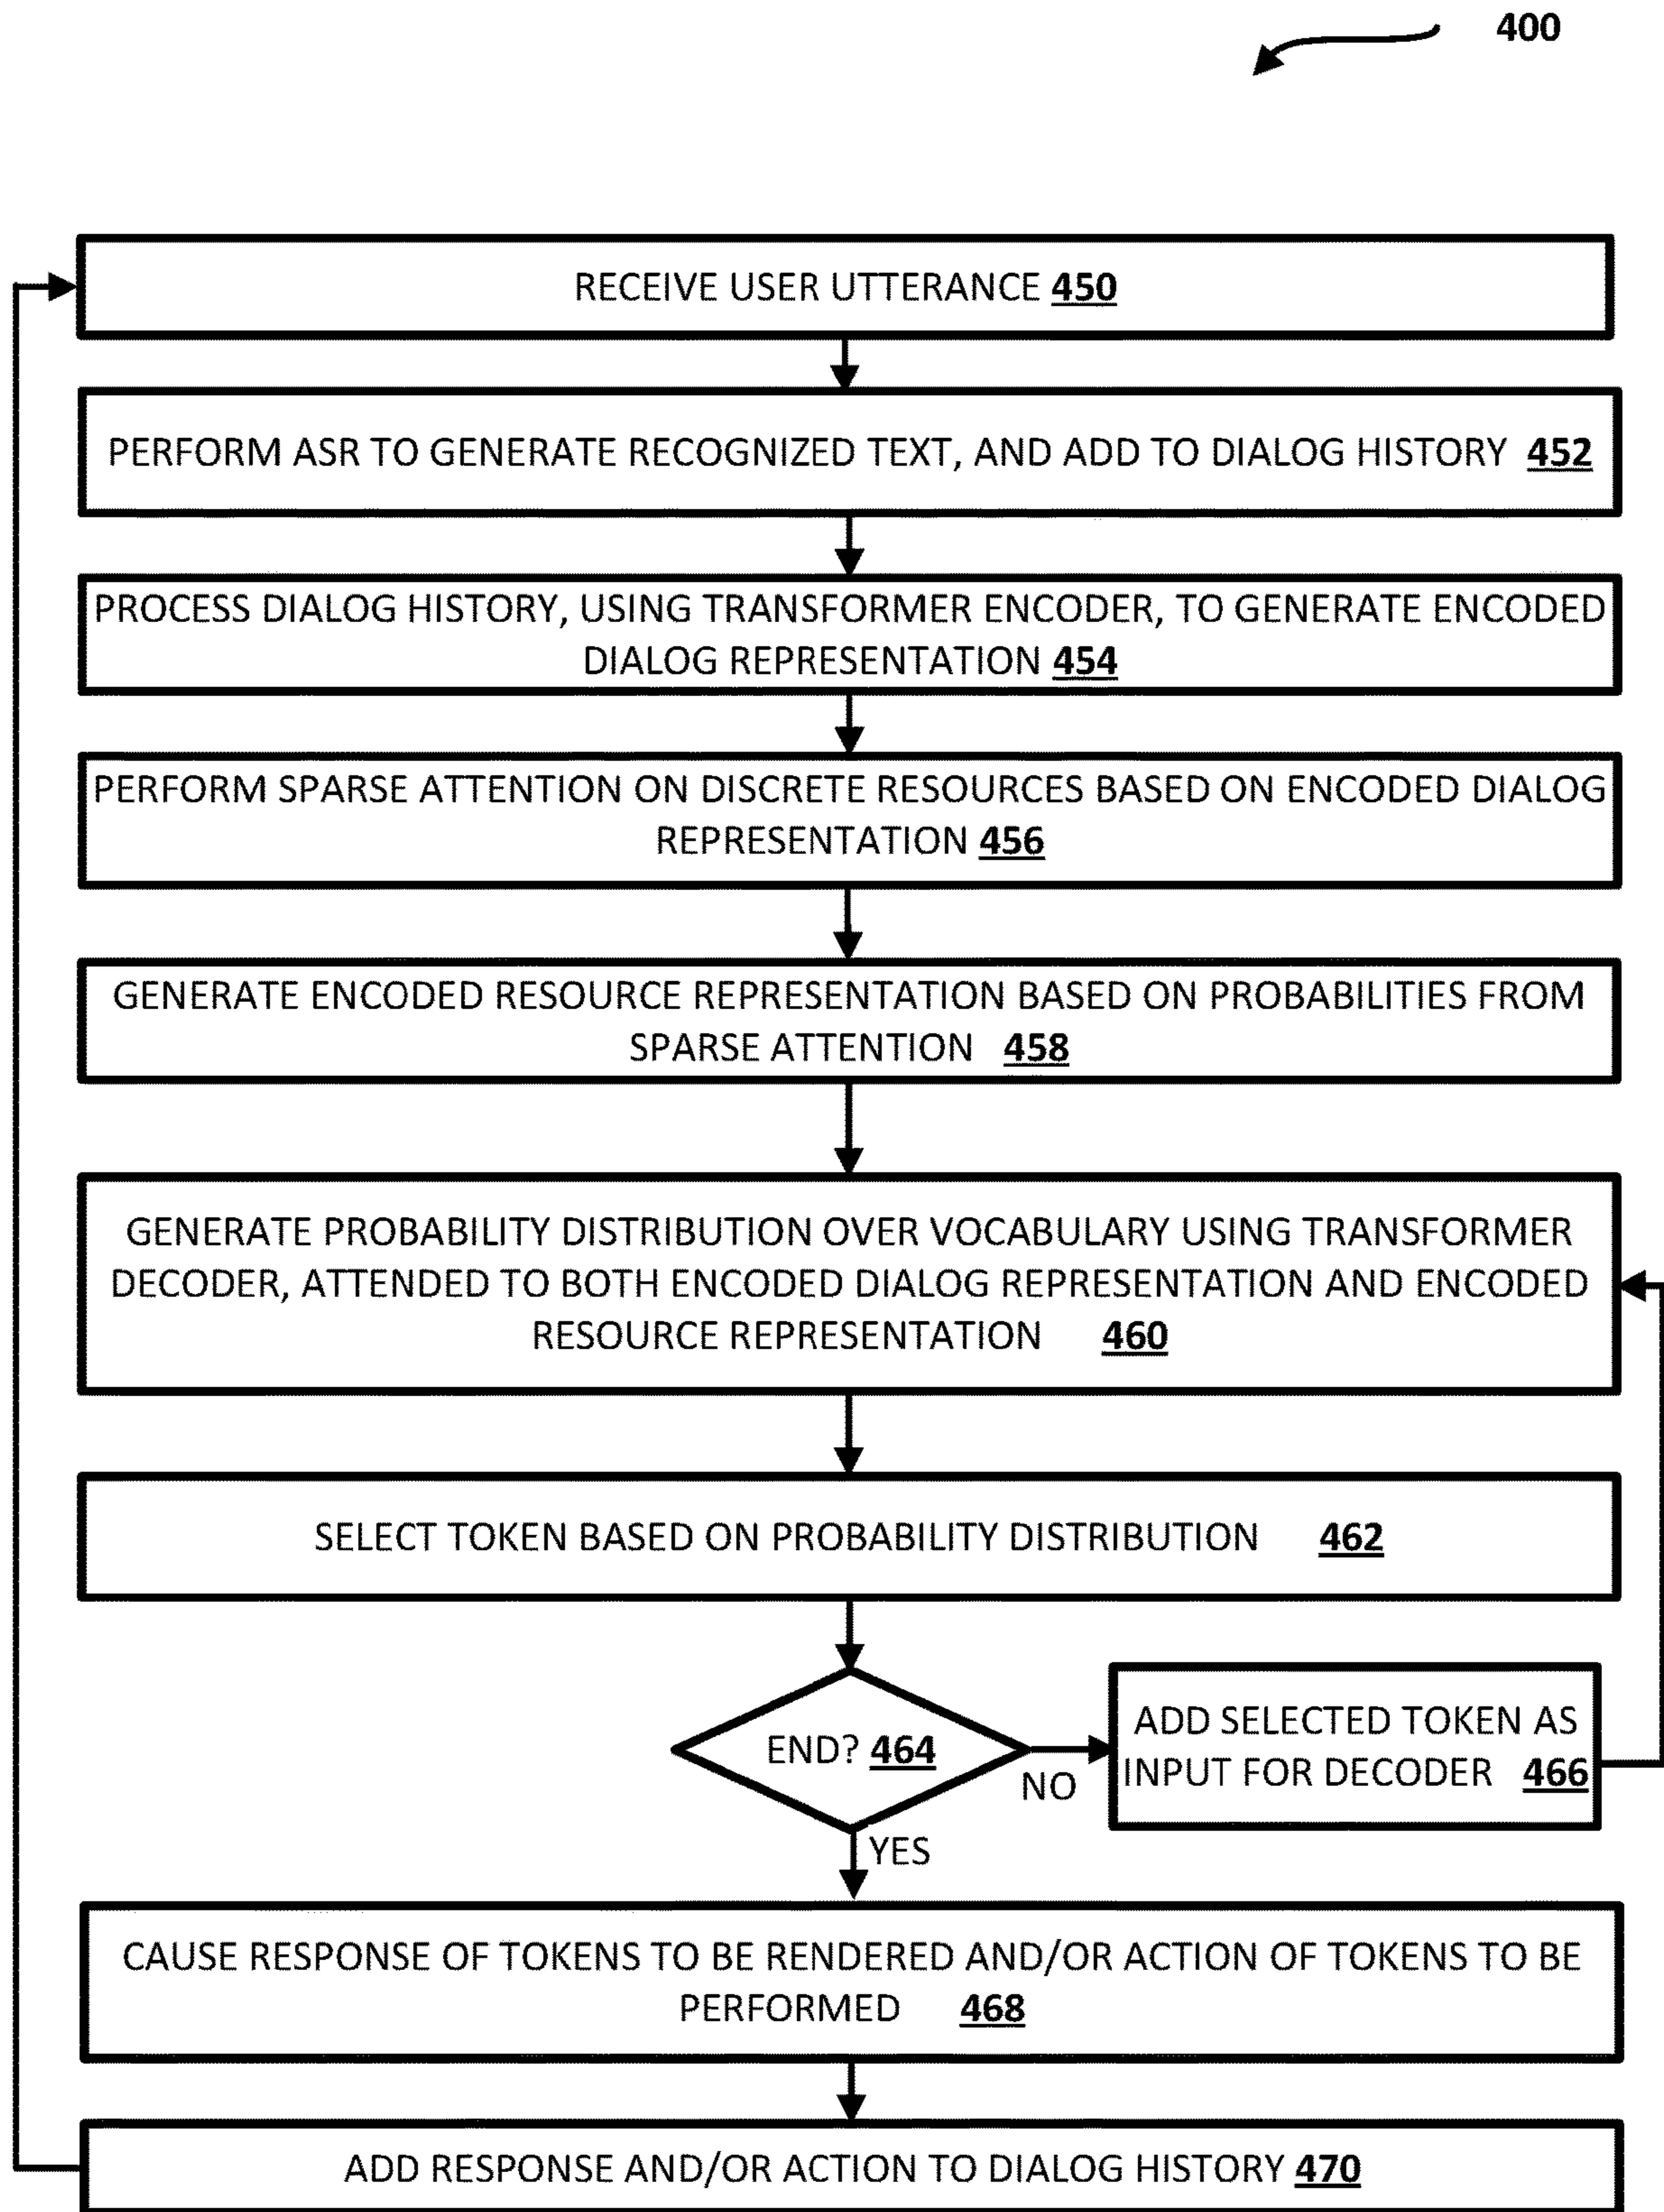 400
RECEIVE USER UTTERANCE 450
PERFORM ASR TO GENERATE RECOGNIZED TEXT, AND ADD TO DIALOG HISTORY 452
PROCESS DIALOG HISTORY, USING TRANSFORMER ENCODER, TO GENERATE ENCODED
DIALOG REPRESENTATION 454
PERFORM SPARSE ATTENTION ON DISCRETE RESOURCES BASED ON ENCODED DIALOG
REPRESENTATION 456
GENERATE ENCODED RESOURCE REPRESENTATION BASED ON PROBABILITIES FROM
SPARSE ATTENTION 458
GENERATE PROBABILITY DISTRIBUTION OVER VOCABULARY USING TRANSFORMER
DECODER, ATTENDED TO BOTH ENCODED DIALOG REPRESENTATION AND ENCODED
RESOURCE REPRESENTATION 460
SELECT TOKEN BASED ON PROBABILITY DISTRIBUTION 462
END? 464
NO
ADD SELECTED TOKEN AS
INPUT FOR DECODER 466
YES
CAUSE RESPONSE OF TOKENS TO BE RENDERED AND/OR ACTION OF TOKENS TO BE
PERFORMED 468
ADD RESPONSE AND/OR ACTION TO DIALOG HISTORY 470